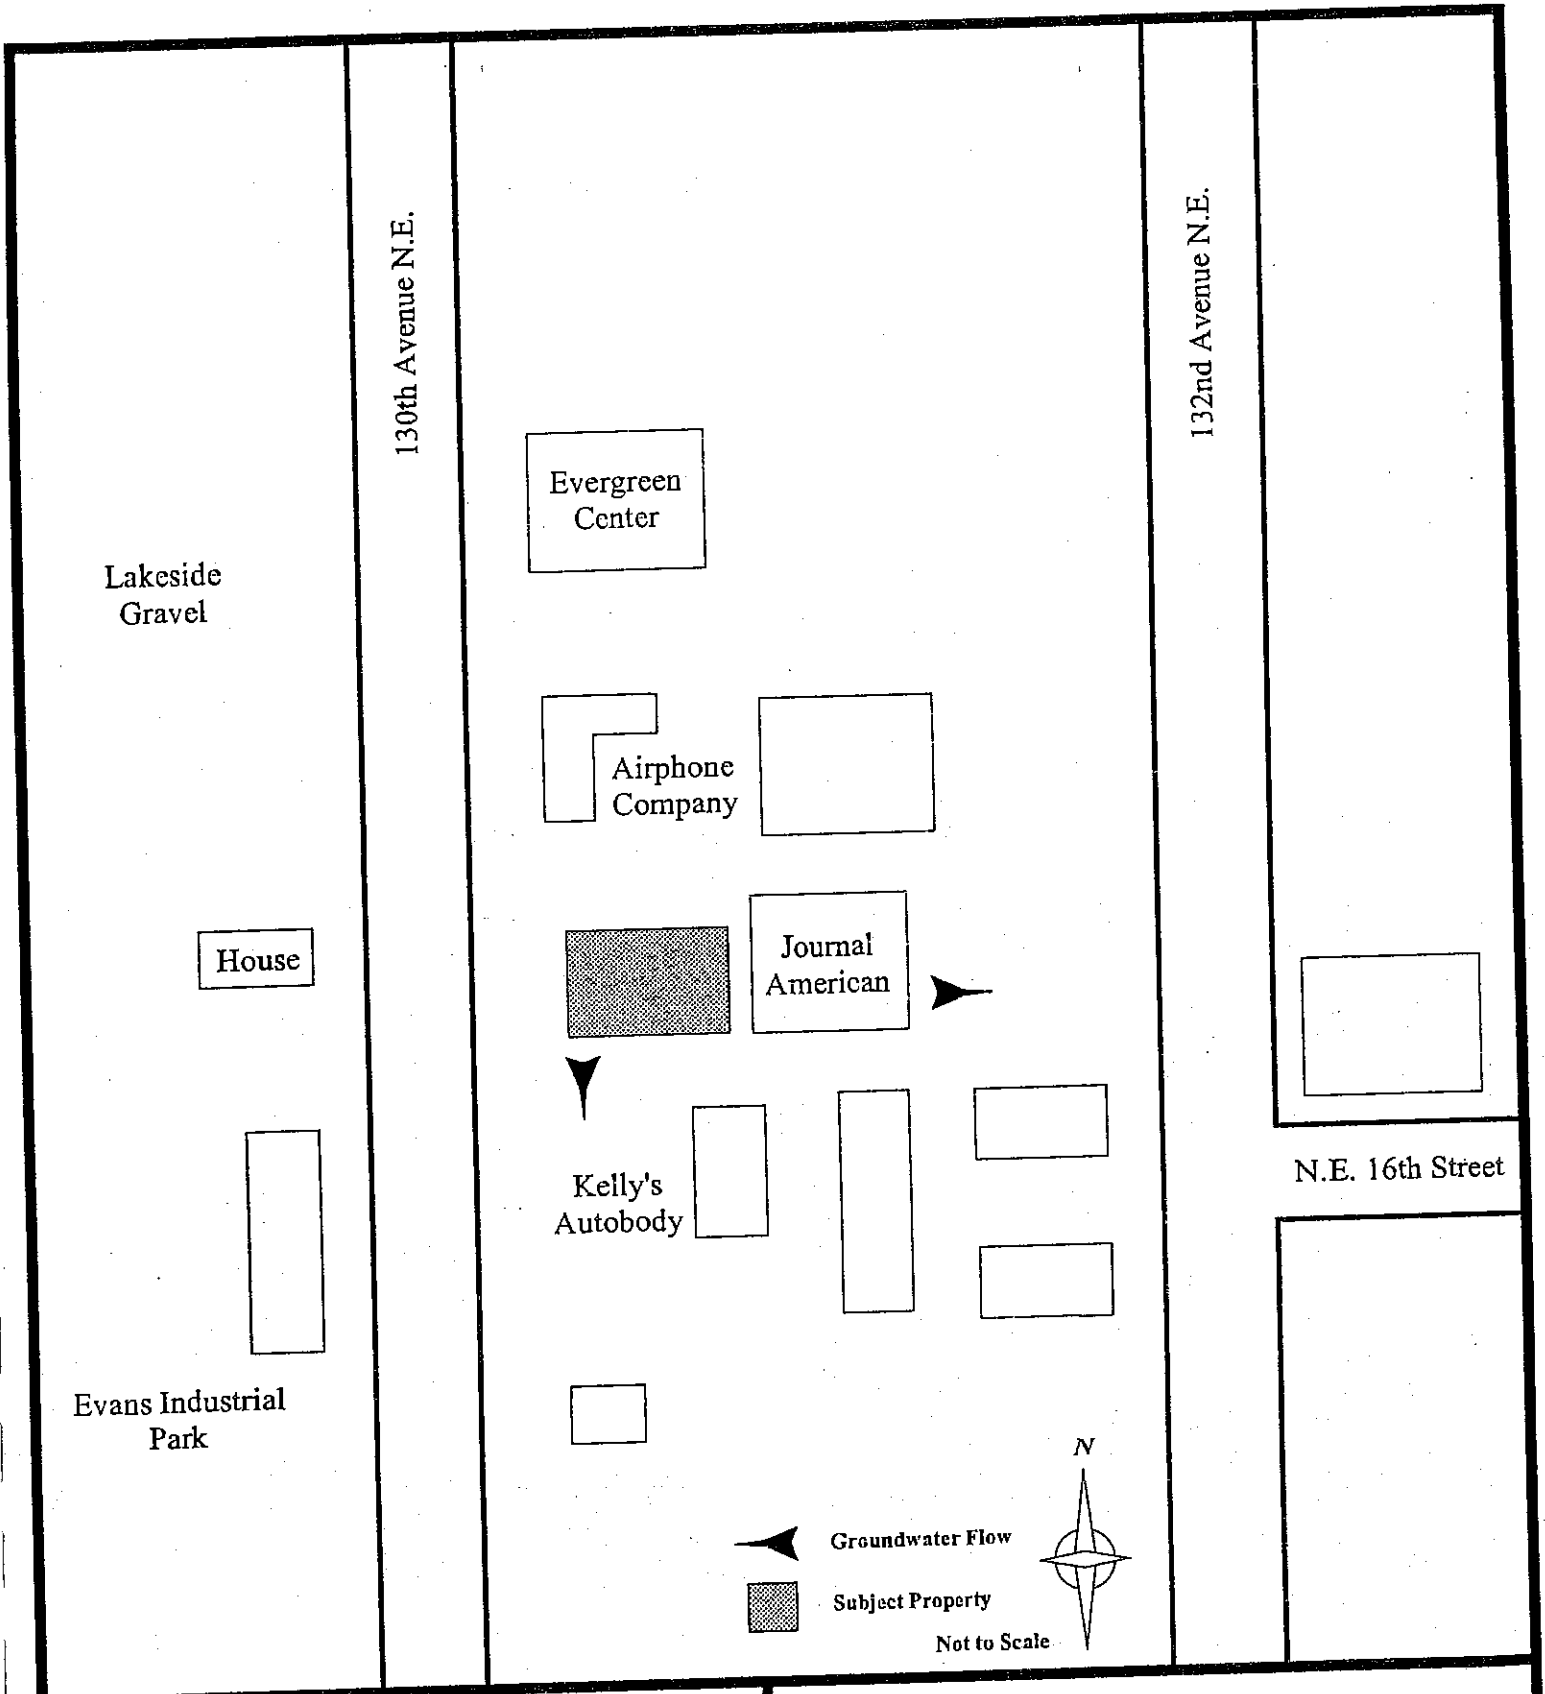 130th Avenue N.E.
132nd Avenue N.E.
Evergreen
Center
Lakeside
Gravel
Airphone
Company
House
Journal
American
N.E. 16th Street
Kelly's
Autobody
Evans Industrial
Park
N
Groundwater Flow
Subject Property
Not to Scale